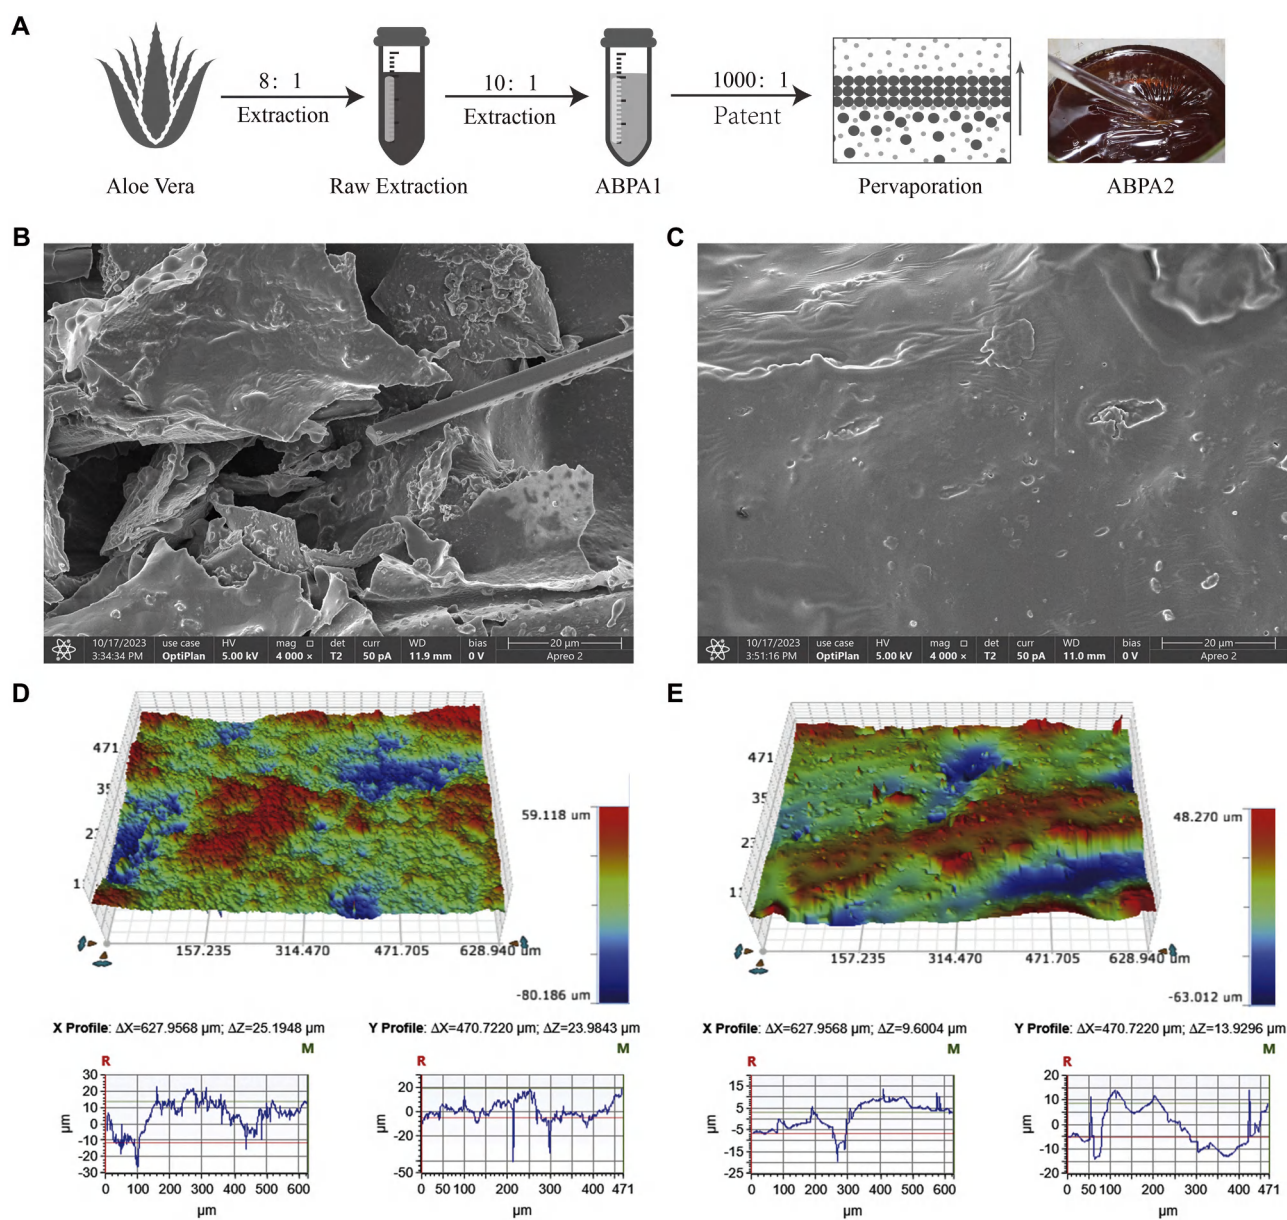 A
8: 1
Extraction
10: 1
Extraction
1000: 1
Patent
Aloe Vera
Raw Extraction
ABPA1
Pervaporation
ABPA2
B
10/17/2023 use case HV mag □ det curr WD bias 20 μm
3:34:34 PM OptiPlan 5.00 kV 4 000 × T2 50 pA 11.9 mm 0 V Apreo 2
C
10/17/2023 use case HV mag □ det curr WD bias 20 μm
3:51:16 PM OptiPlan 5.00 kV 4 000 × T2 50 pA 11.0 mm 0 V Apreo 2
D
471
35
23
1
157.235 314.470 471.705 628.940 um
59.118 um
-80.186 um
X Profile: ΔX=627.9568 μm; ΔZ=25.1948 μm
R M
30
20
10
0
-10
-20
-30
μm
0 100 200 300 400 500 600
μm
Y Profile: ΔX=470.7220 μm; ΔZ=23.9843 μm
R M
20
0
-20
-50
μm
0 50 100 200 300 400 471
μm
E
471
35
23
11
157.235 314.470 471.705 628.940 um
48.270 um
-63.012 um
X Profile: ΔX=627.9568 μm; ΔZ=9.6004 μm
R M
15
5
-5
-15
-25
μm
0 100 200 300 400 500 600
μm
Y Profile: ΔX=470.7220 μm; ΔZ=13.9296 μm
R M
20
10
0
-10
-20
μm
0 50 100 200 300 400 471
μm